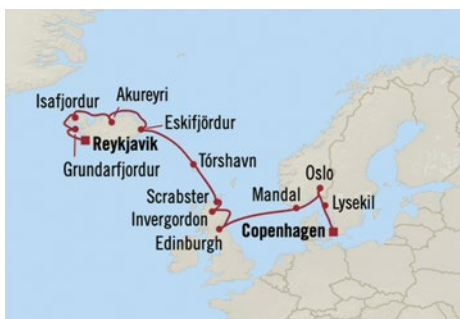 Akureyri
Isafjordur
Eskifjördur
Reykjavik
Grundarfjordur
Tórshavn
Oslo
Scrabster
Mandal
Lysekil
Invergordon
Edinburgh
Copenhagen